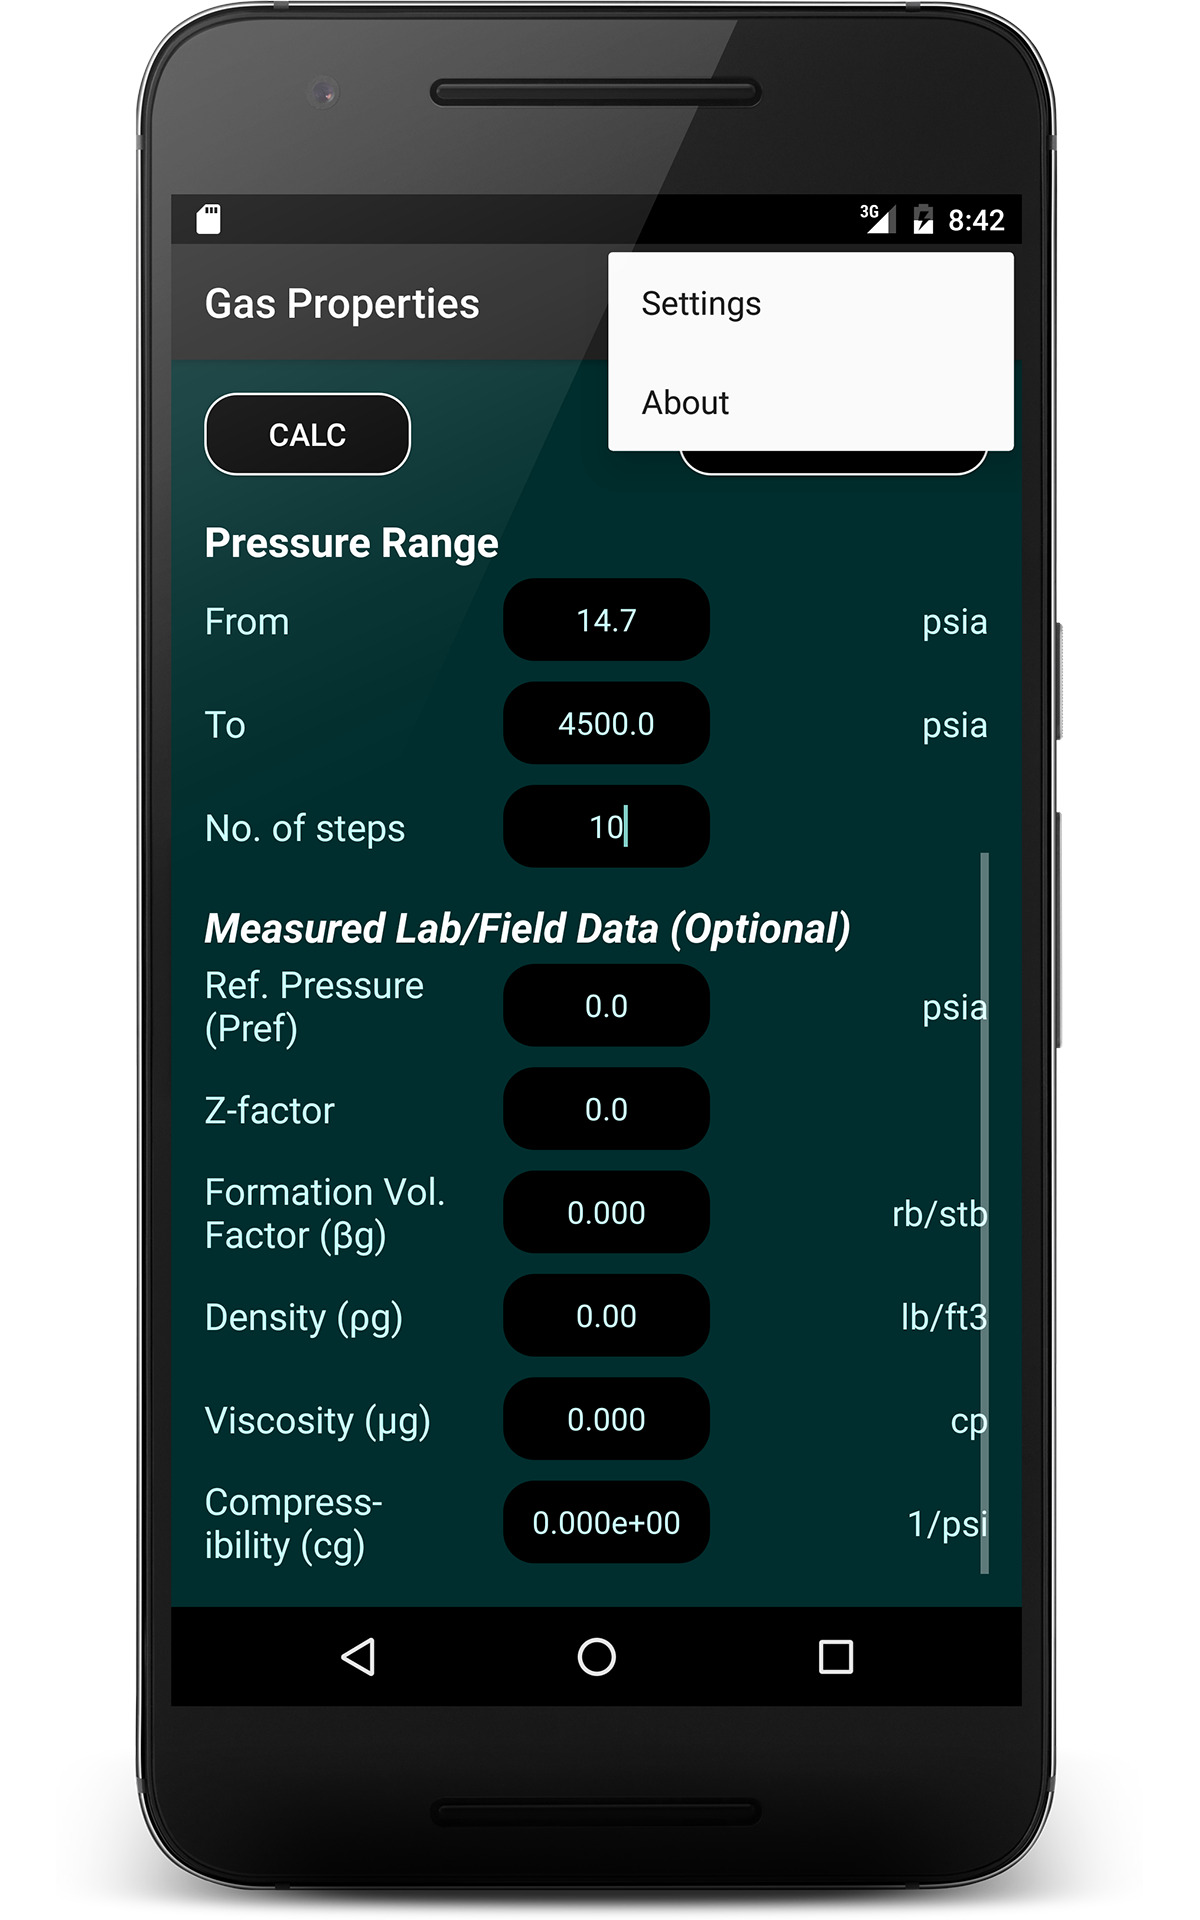 3G 8:42
Gas Properties
Settings
About
CALC
Pressure Range
From 14.7 psia
To 4500.0 psia
No. of steps 10
Measured Lab/Field Data (Optional)
Ref. Pressure
(Pref) 0.0 psia
Z-factor 0.0
Formation Vol.
Factor (βg) 0.000 rb/stb
Density (ρg) 0.00 lb/ft3
Viscosity (µg) 0.000 cp
Compress-
ibility (cg) 0.000e+00 1/psi